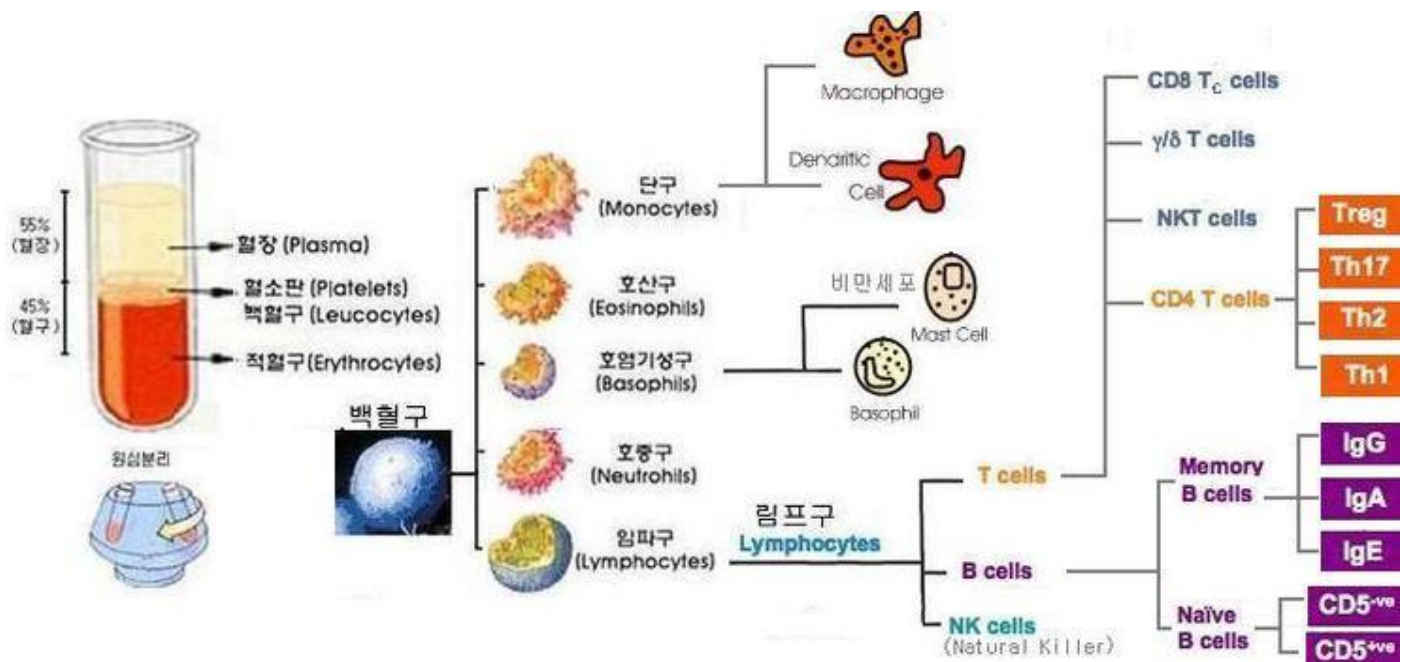 55%
(혈장)
45%
(혈구)
혈장 (Plasma)
혈소판 (Platelets)
백혈구 (Leucocytes)
적혈구(Erythrocytes)
원심분리
백혈구
단구
(Monocytes)
호산구
(Eosinophils)
호염기성구
(Basophils)
호중구
(Neutrohils)
임파구
(Lymphocytes)
Macrophage
Dendritic
Cell
비만세포
Mast Cell
Basophil
림프구
Lymphocytes
T cells
B cells
NK cells
(Natural Killer)
CD8 Tc cells
γ/δ T cells
NKT cells
CD4 T cells
Treg
Th17
Th2
Th1
Memory
B cells
IgG
IgA
IgE
Naïve
B cells
CD5-ve
CD5+ve